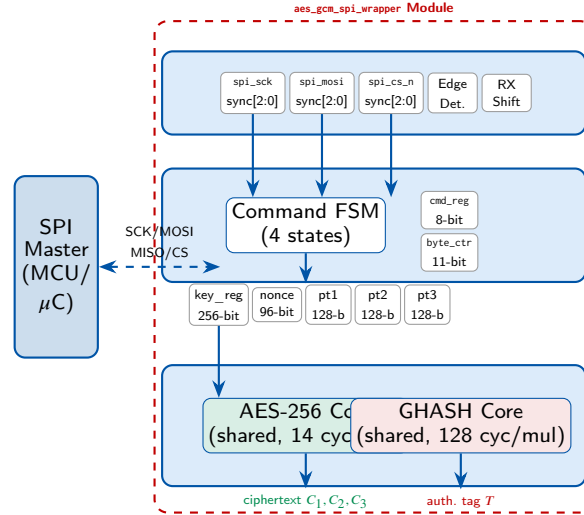 aes_gcm_spi_wrapper Module
spi_sck
sync[2:0]
spi_mosi
sync[2:0]
spi_cs_n
sync[2:0]
Edge
Det.
RX
Shift
SPI
Master
(MCU/
μC)
SCK/MOSI
MISO/CS
Command FSM
(4 states)
cmd_reg
8-bit
byte_ctr
11-bit
key_reg
256-bit
nonce
96-bit
pt1
128-b
pt2
128-b
pt3
128-b
AES-256 Co
(shared, 14 cyc
GHASH Core
(shared, 128 cyc/mul)
ciphertext C₁, C₂, C₃
auth. tag T